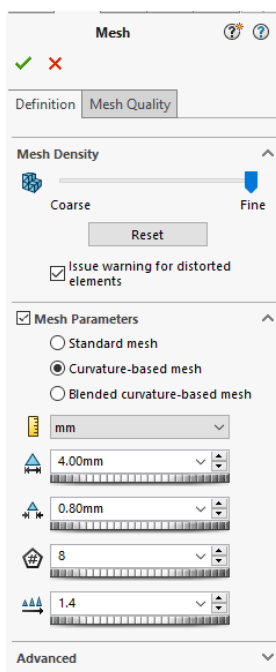 Mesh
Definition Mesh Quality
Mesh Density
Coarse Fine
Reset
Issue warning for distorted
elements
Mesh Parameters
Standard mesh
Curvature-based mesh
Blended curvature-based mesh
mm
4.00mm
0.80mm
# 8
1.4
Advanced